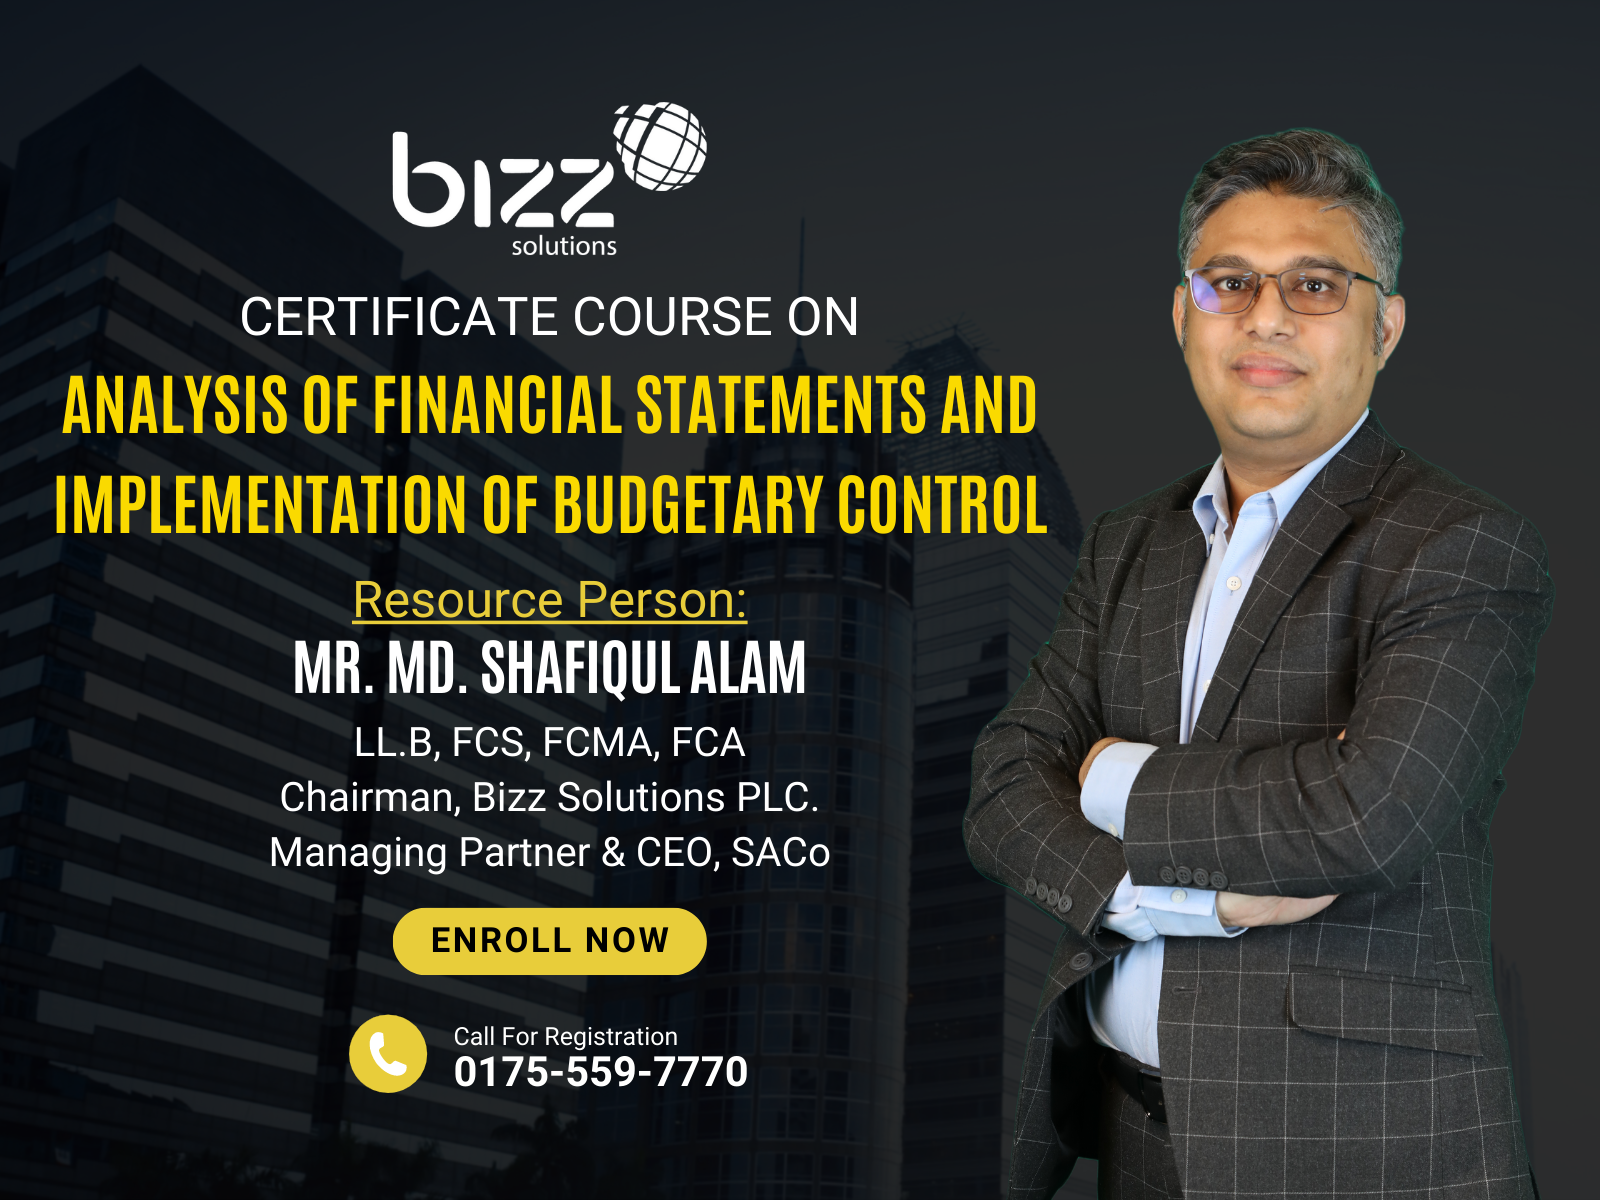 bizz
solutions
CERTIFICATE COURSE ON
ANALYSIS OF FINANCIAL STATEMENTS AND
IMPLEMENTATION OF BUDGETARY CONTROL
Resource Person:
MR. MD. SHAFIQUL ALAM
LL.B, FCS, FCMA, FCA
Chairman, Bizz Solutions PLC.
Managing Partner & CEO, SACo
ENROLL NOW
Call For Registration
0175-559-7770